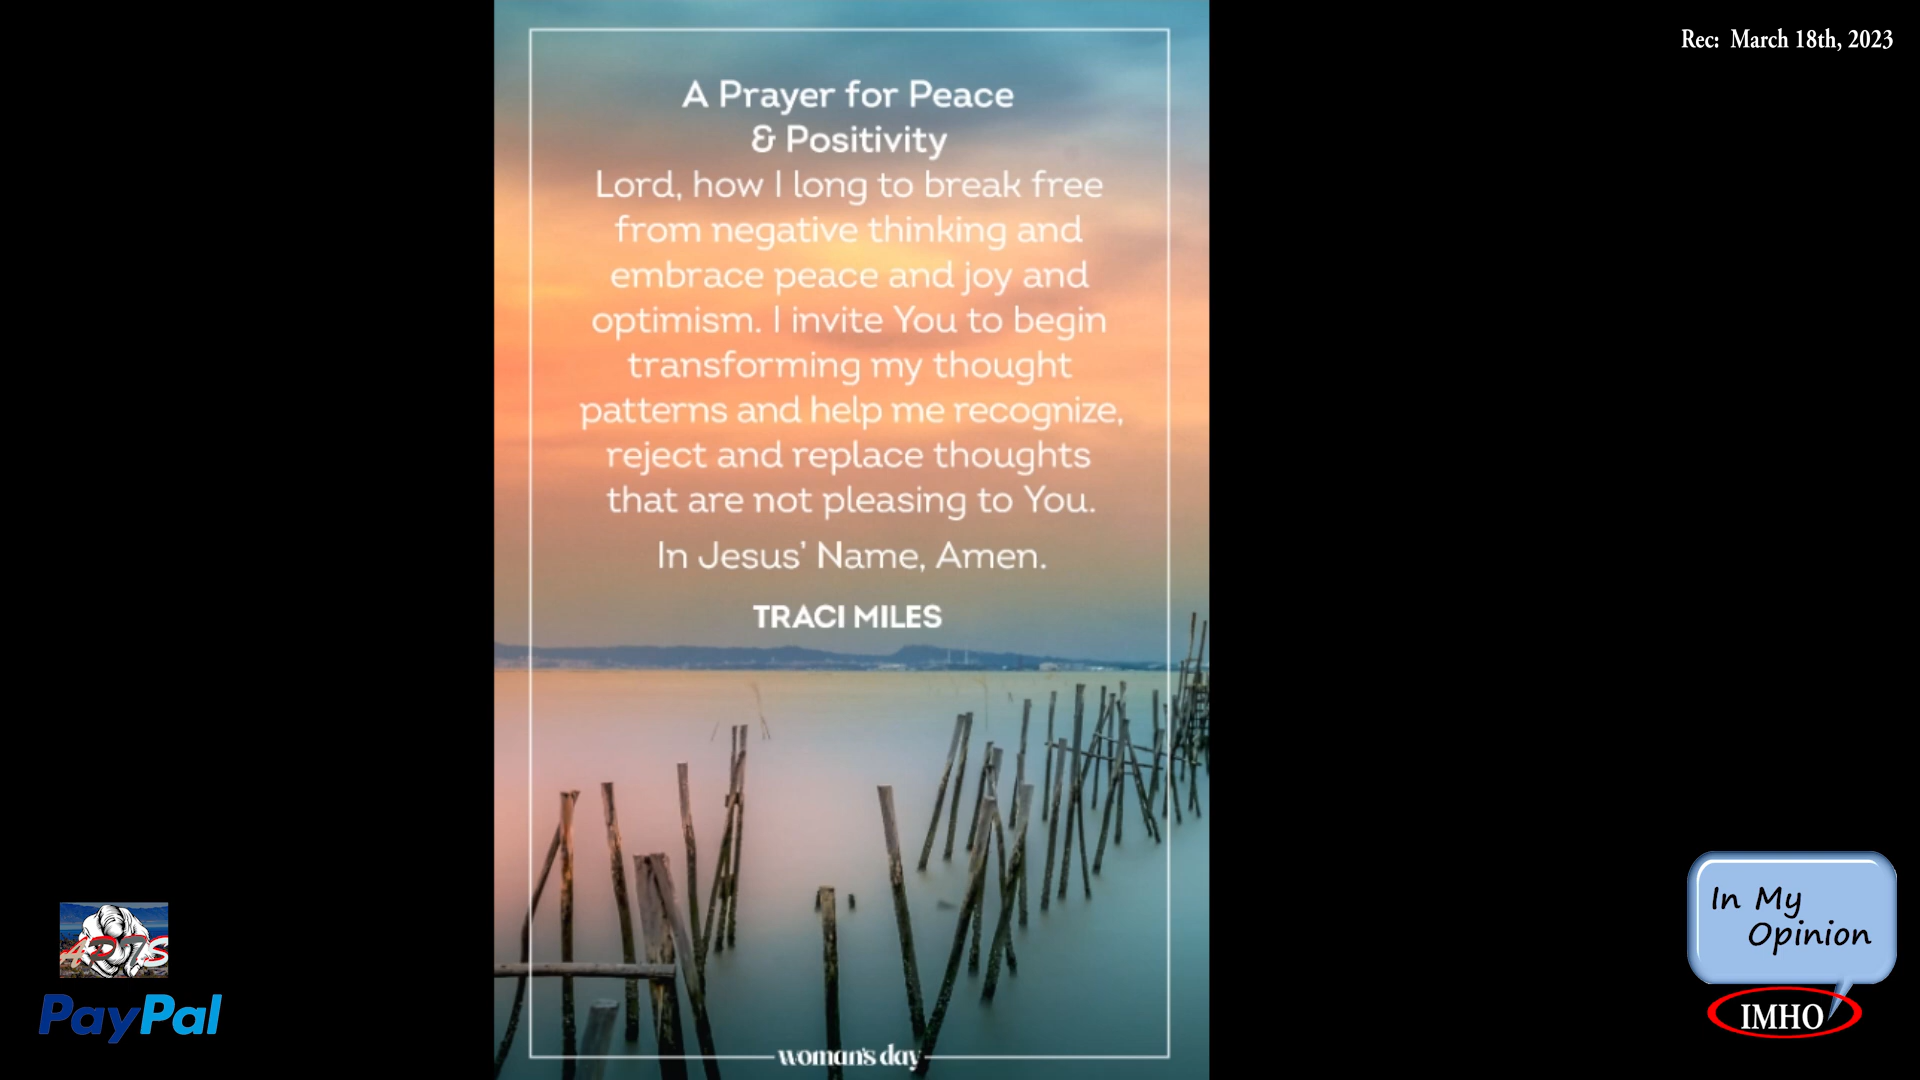 Rec: March 18th, 2023
A Prayer for Peace
& Positivity
Lord, how I long to break free
from negative thinking and
embrace peace and joy and
optimism. I invite You to begin
transforming my thought
patterns and help me recognize,
reject and replace thoughts
that are not pleasing to You.
In Jesus’ Name, Amen.
TRACI MILES
woman's day
PayPal
In My
Opinion
IMHO